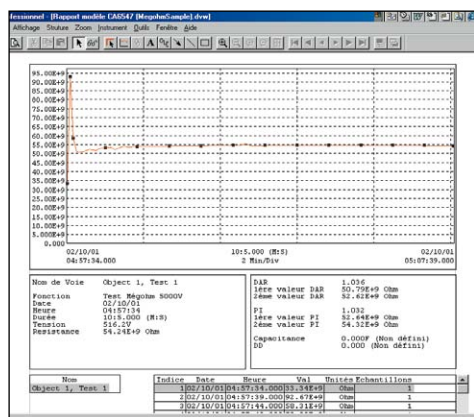 fessionnel - [Rapport modèle CA6547 (MegohmSample).dvw]
Affichage Structure Zoom Instrument Outils Fenêtre Aide
95.00E+9
90.00E+9
85.00E+9
80.00E+9
75.00E+9
70.00E+9
65.00E+9
60.00E+9
55.00E+9
50.00E+9
45.00E+9
40.00E+9
35.00E+9
30.00E+9
25.00E+9
20.00E+9
15.00E+9
10.00E+9
5.000E+9
0.000
02/10/01 10:5.000 (M:S) 02/10/01
04:57:34.000 2 Min/Div 05:07:39.000
Nom de Voie Object 1, Test 1
Fonction Test Mégohm 5000V
Date 02/10/01
Heure 04:57:34
Durée 10:5.000 (M:S)
Tension 516.2V
Resistance 54.24E+9 Ohm
DAR 1.036
1ère valeur DAR 50.79E+9 Ohm
2ème valeur DAR 52.62E+9 Ohm
PI 1.032
1ère valeur PI 52.64E+9 Ohm
2ème valeur PI 54.32E+9 Ohm
Capacitance 0.000F (Non défini)
DD 0.000 (Non défini)
Nom
Object 1, Test 1
Indice Date Heure Val Unités Echantillons
1 02/10/01 04:57:34.000 33.34E+9 Ohm 1
2 02/10/01 04:57:39.000 92.67E+9 Ohm 1
3 02/10/01 04:57:44.000 58.31E+9 Ohm 1